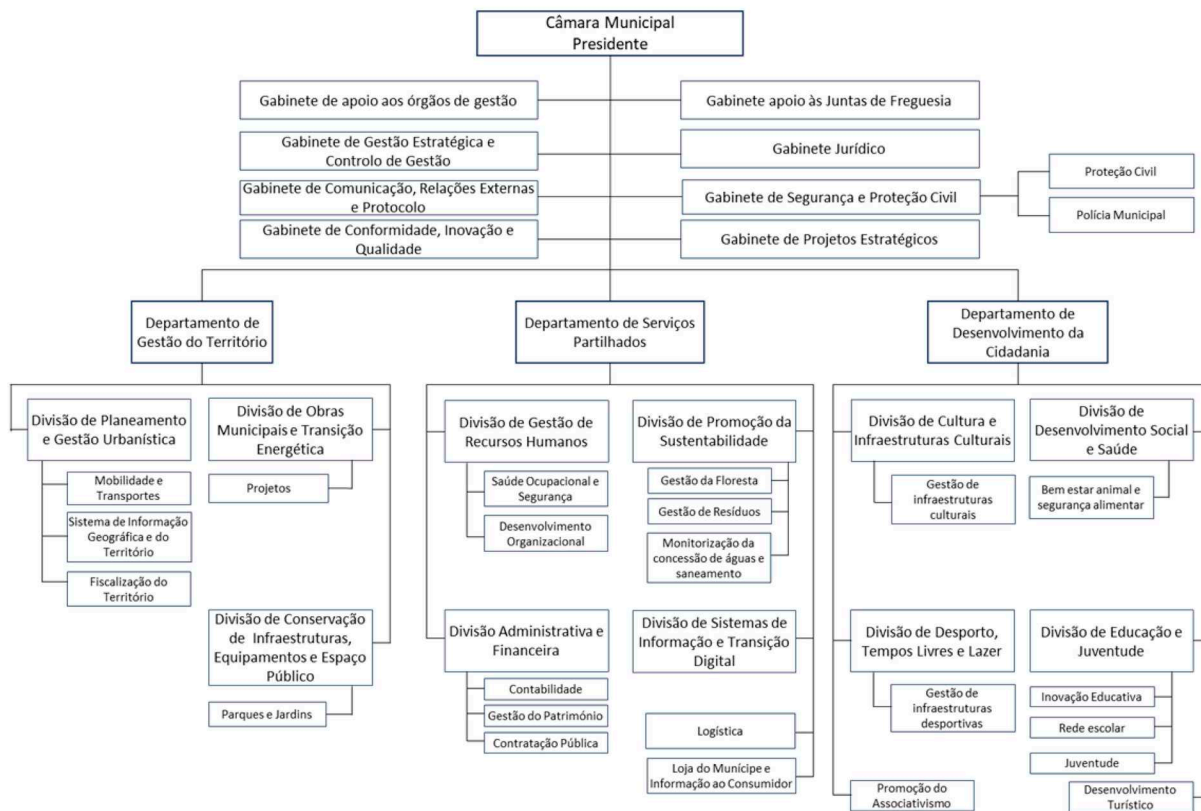 Câmara Municipal
Presidente
Gabinete de apoio aos órgãos de gestão
Gabinete apoio às Juntas de Freguesia
Gabinete de Gestão Estratégica e
Controlo de Gestão
Gabinete Jurídico
Gabinete de Comunicação, Relações Externas
e Protocolo
Gabinete de Segurança e Proteção Civil
Proteção Civil
Polícia Municipal
Gabinete de Conformidade, Inovação e
Qualidade
Gabinete de Projetos Estratégicos
Departamento de
Gestão do Território
Departamento de Serviços
Partilhados
Departamento de
Desenvolvimento da
Cidadania
Divisão de Planeamento
e Gestão Urbanística
Mobilidade e
Transportes
Sistema de Informação
Geográfica e do
Território
Fiscalização do
Território
Divisão de Obras
Municipais e Transição
Energética
Projetos
Divisão de Conservação
de Infraestruturas,
Equipamentos e Espaço
Público
Parques e Jardins
Divisão de Gestão de
Recursos Humanos
Saúde Ocupacional e
Segurança
Desenvolvimento
Organizacional
Divisão Administrativa e
Financeira
Contabilidade
Gestão do Património
Contratação Pública
Divisão de Promoção da
Sustentabilidade
Gestão da Floresta
Gestão de Resíduos
Monitorização da
concessão de águas e
saneamento
Divisão de Sistemas de
Informação e Transição
Digital
Logística
Loja do Munícipe e
Informação ao Consumidor
Divisão de Cultura e
Infraestruturas Culturais
Gestão de
infraestruturas
culturais
Divisão de Desporto,
Tempos Livres e Lazer
Gestão de
infraestruturas
desportivas
Promoção do
Associativismo
Divisão de
Desenvolvimento Social
e Saúde
Bem estar animal e
segurança alimentar
Divisão de Educação e
Juventude
Inovação Educativa
Rede escolar
Juventude
Desenvolvimento
Turístico